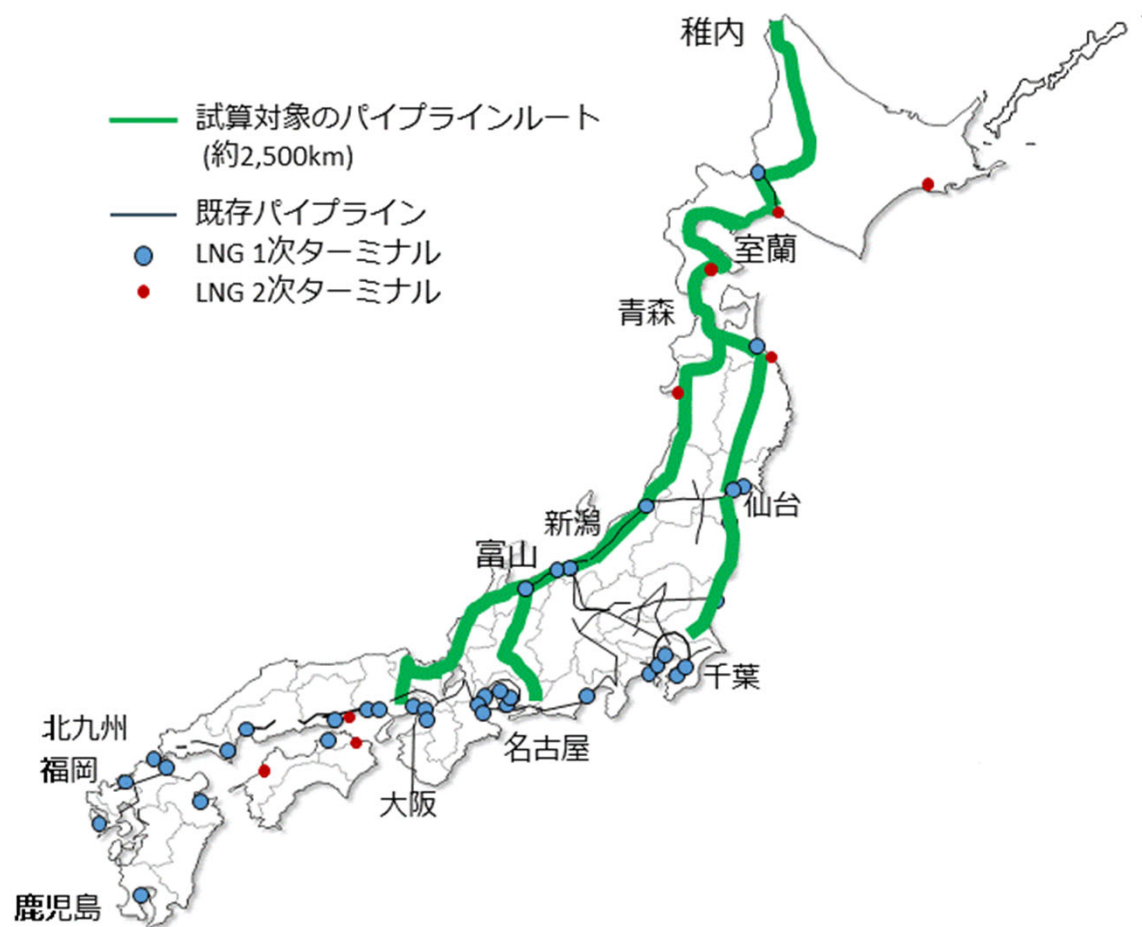 稚内
試算対象のパイプラインルート
(約2,500km)
既存パイプライン
LNG 1次ターミナル
LNG 2次ターミナル
室蘭
青森
仙台
新潟
富山
千葉
北九州
名古屋
福岡
大阪
鹿児島